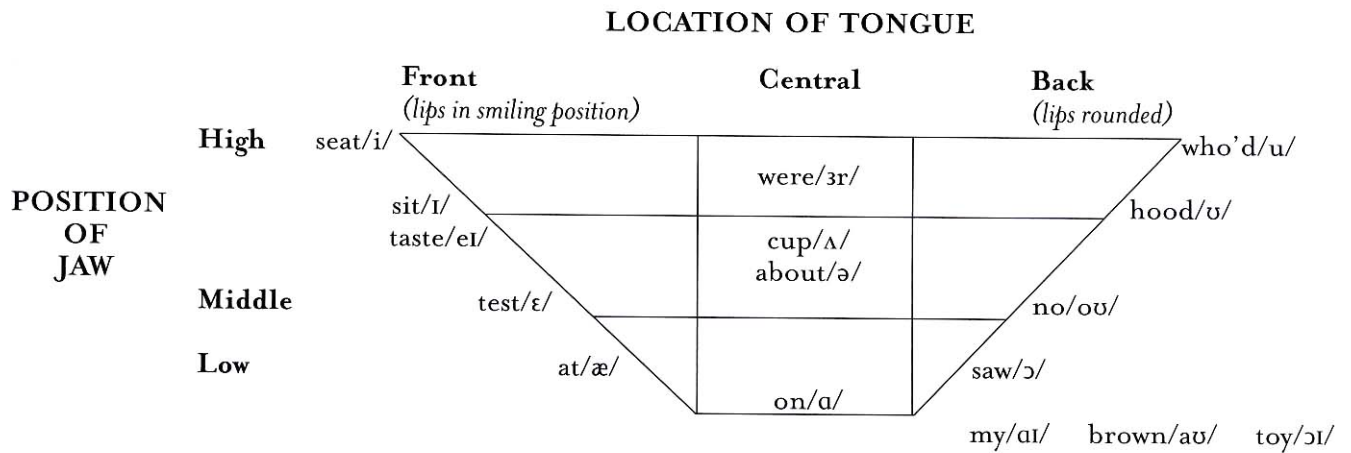 LOCATION OF TONGUE
Front Central Back
(lips in smiling position) (lips rounded)
High seat/i/ who'd/u/
were/ɜr/
POSITION OF JAW
sit/ɪ/ hood/ʊ/
taste/eɪ/ cup/ʌ/
about/ə/
Middle test/ɛ/ no/oʊ/
Low at/æ/ saw/ɔ/
on/ɑ/
my/ɑɪ/ brown/aʊ/ toy/ɔɪ/